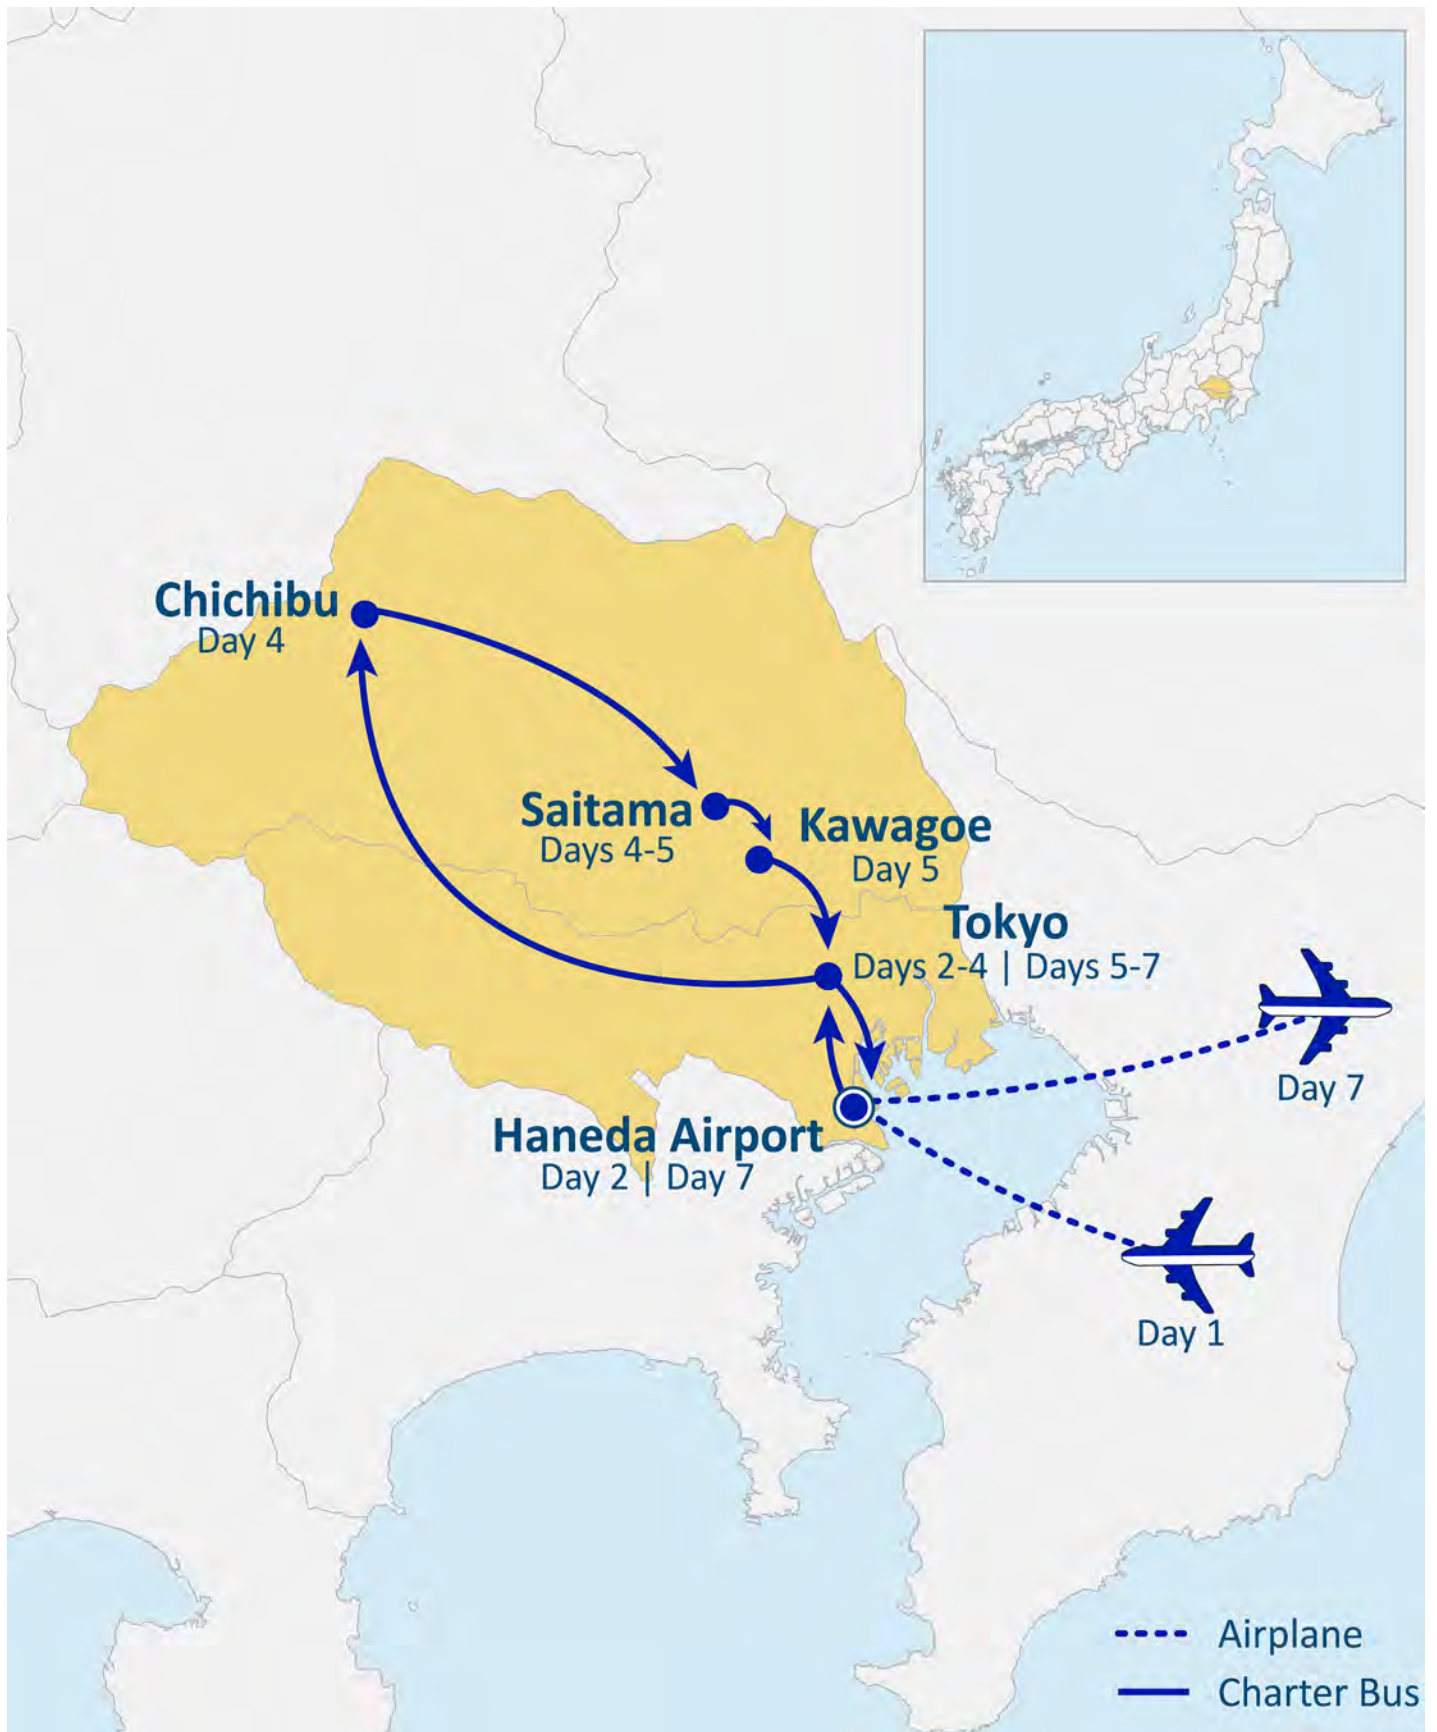 Chichibu
Day 4
Saitama
Days 4-5
Kawagoe
Day 5
Tokyo
Days 2-4 | Days 5-7
Day 7
Haneda Airport
Day 2 | Day 7
Day 1
Airplane
Charter Bus